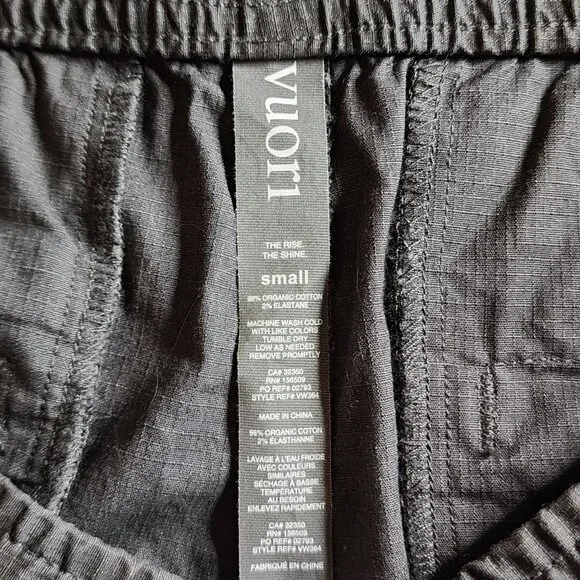 vuori
THE RISE.
THE SHINE.
small
98% ORGANIC COTTON
2% ELASTANE
MACHINE WASH COLD
WITH LIKE COLORS
TUMBLE DRY
LOW AS NEEDED
REMOVE PROMPTLY
CA# 32350
RN# 156509
PO REF# 02793
STYLE REF# VW364
MADE IN CHINA
98% ORGANIC COTTON
2% ÉLASTHANNE
LAVAGE À L'EAU FROIDE
AVEC COULEURS
SIMILAIRES
SÉCHAGE À BASSE
TEMPÉRATURE
AU BESOIN
ENLEVEZ RAPIDEMENT
CA# 32350
RN# 156509
PO REF# 02793
STYLE REF# VW364
FABRIQUÉ EN CHINE